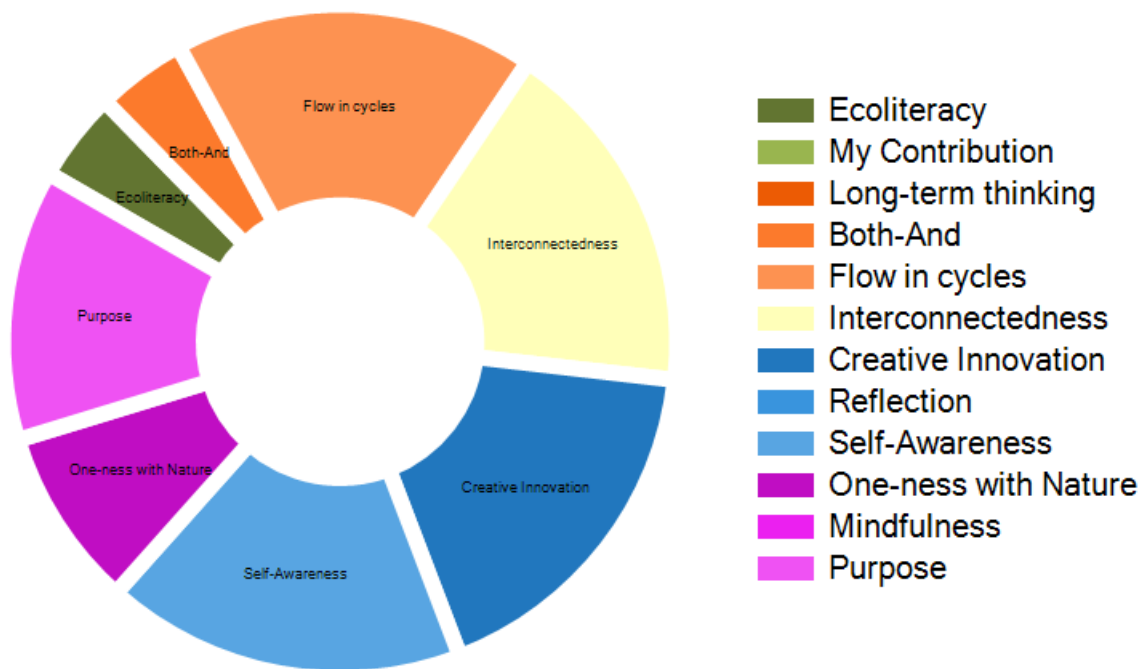 Flow in cycles
Both-And
Ecoliteracy
Interconnectedness
Purpose
One-ness with Nature
Creative Innovation
Self-Awareness
Ecoliteracy
My Contribution
Long-term thinking
Both-And
Flow in cycles
Interconnectedness
Creative Innovation
Reflection
Self-Awareness
One-ness with Nature
Mindfulness
Purpose